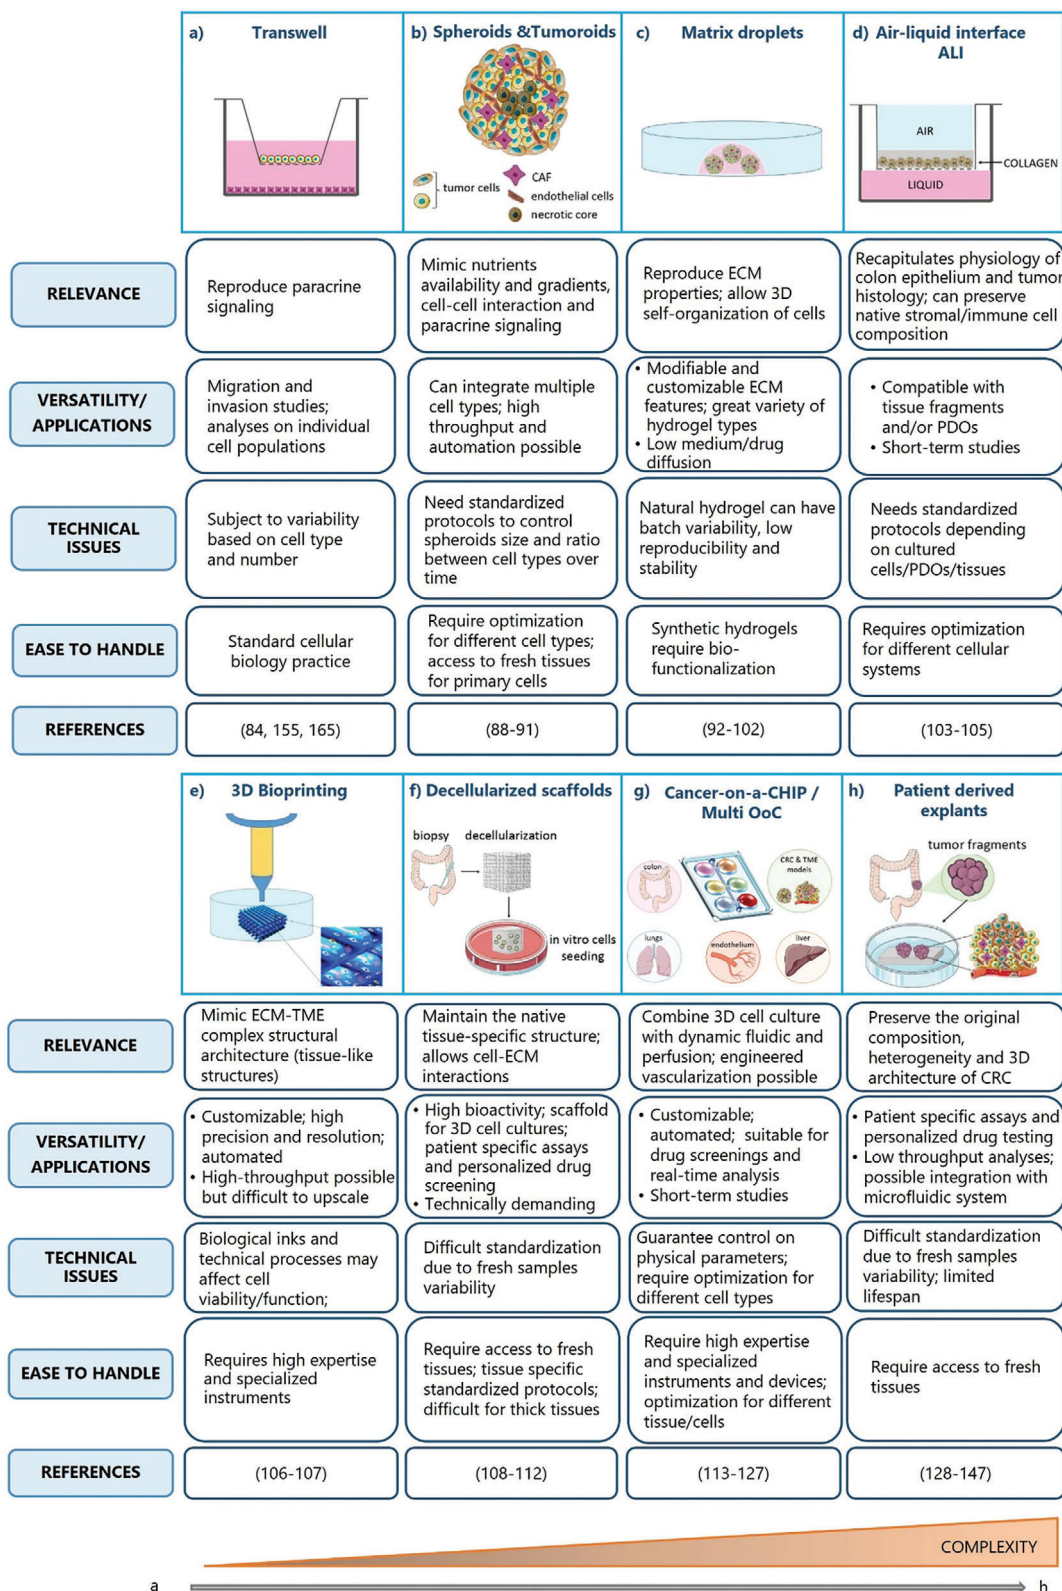 a) Transwell
b) Spheroids &Tumoroids
c) Matrix droplets
d) Air-liquid interface
ALI
tumor cells
CAF
endothelial cells
necrotic core
AIR
COLLAGEN
LIQUID
RELEVANCE
Reproduce paracrine
signaling
Mimic nutrients
availability and gradients,
cell-cell interaction and
paracrine signaling
Reproduce ECM
properties; allow 3D
self-organization of cells
Recapitulates physiology of
colon epithelium and tumor
histology; can preserve
native stromal/immune cell
composition
VERSATILITY/
APPLICATIONS
Migration and
invasion studies;
analyses on individual
cell populations
Can integrate multiple
cell types; high
throughput and
automation possible
• Modifiable and
customizable ECM
features; great variety of
hydrogel types
• Low medium/drug
diffusion
• Compatible with
tissue fragments
and/or PDOs
• Short-term studies
TECHNICAL
ISSUES
Subject to variability
based on cell type
and number
Need standardized
protocols to control
spheroids size and ratio
between cell types over
time
Natural hydrogel can have
batch variability, low
reproducibility and
stability
Needs standardized
protocols depending
on cultured
cells/PDOs/tissues
EASE TO HANDLE
Standard cellular
biology practice
Require optimization
for different cell types;
access to fresh tissues
for primary cells
Synthetic hydrogels
require bio-
functionalization
Requires optimization
for different cellular
systems
REFERENCES
(84, 155, 165)
(88-91)
(92-102)
(103-105)
e) 3D Bioprinting
f) Decellularized scaffolds
g) Cancer-on-a-CHIP /
Multi OoC
h) Patient derived
explants
biopsy
decellularization
in vitro cells
seeding
colon
CRC & TME
models
lungs
endothelium
liver
tumor fragments
RELEVANCE
Mimic ECM-TME
complex structural
architecture (tissue-like
structures)
Maintain the native
tissue-specific structure;
allows cell-ECM
interactions
Combine 3D cell culture
with dynamic fluidic and
perfusion; engineered
vascularization possible
Preserve the original
composition,
heterogeneity and 3D
architecture of CRC
VERSATILITY/
APPLICATIONS
• Customizable; high
precision and resolution;
automated
• High-throughput possible
but difficult to upscale
• High bioactivity; scaffold
for 3D cell cultures;
patient specific assays
and personalized drug
screening
• Technically demanding
• Customizable;
automated; suitable for
drug screenings and
real-time analysis
• Short-term studies
• Patient specific assays and
personalized drug testing
• Low throughput analyses;
possible integration with
microfluidic system
TECHNICAL
ISSUES
Biological inks and
technical processes may
affect cell
viability/function;
Difficult standardization
due to fresh samples
variability
Guarantee control on
physical parameters;
require optimization for
different cell types
Difficult standardization
due to fresh samples
variability; limited
lifespan
EASE TO HANDLE
Requires high expertise
and specialized
instruments
Require access to fresh
tissues; tissue specific
standardized protocols;
difficult for thick tissues
Require high expertise
and specialized
instruments and devices;
optimization for different
tissue/cells
Require access to fresh
tissues
REFERENCES
(106-107)
(108-112)
(113-127)
(128-147)
COMPLEXITY
a
h